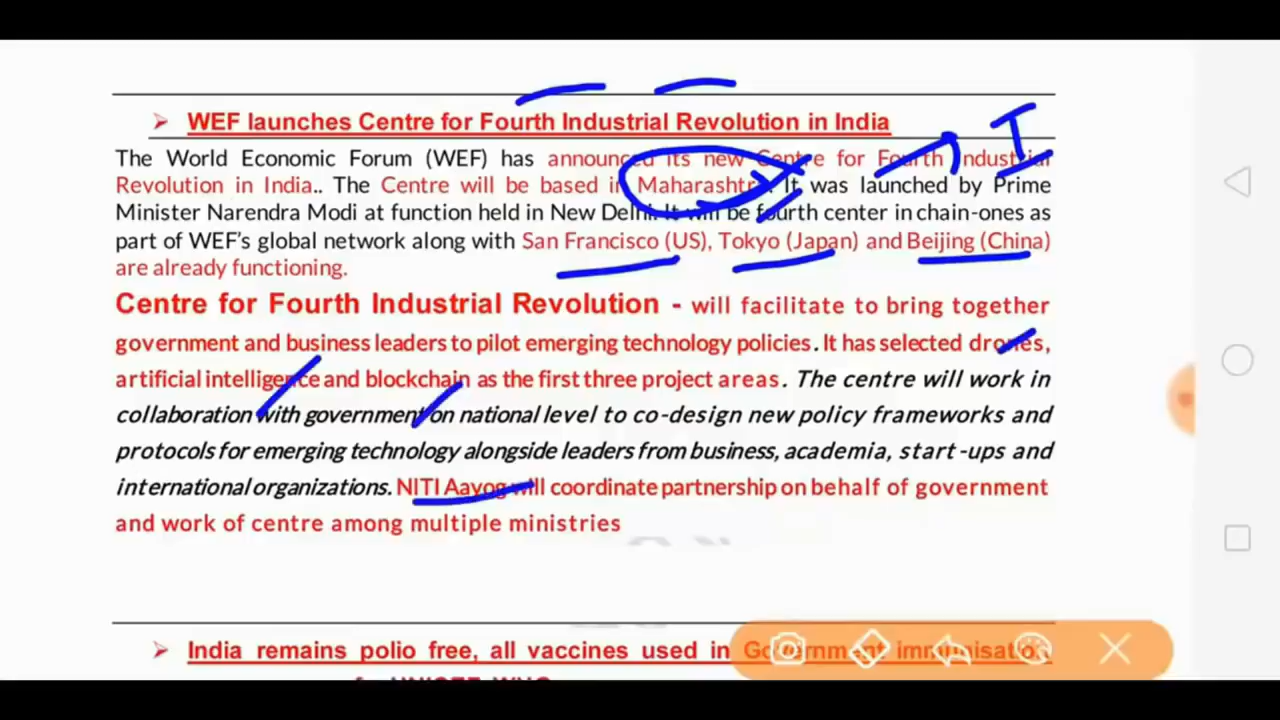 ➢ WEF launches Centre for Fourth Industrial Revolution in India
I
The World Economic Forum (WEF) has announced its new Centre for Fourth Industrial
Revolution in India.. The Centre will be based in Maharashtra. It was launched by Prime
Minister Narendra Modi at function held in New Delhi. It will be fourth center in chain-ones as
part of WEF's global network along with San Francisco (US), Tokyo (Japan) and Beijing (China)
are already functioning.
Centre for Fourth Industrial Revolution - will facilitate to bring together
government and business leaders to pilot emerging technology policies. It has selected drones,
artificial intelligence and blockchain as the first three project areas. The centre will work in
collaboration with government on national level to co-design new policy frameworks and
protocols for emerging technology alongside leaders from business, academia, start-ups and
international organizations. NITI Aayog will coordinate partnership on behalf of government
and work of centre among multiple ministries
➢ India remains polio free, all vaccines used in Government immunisation